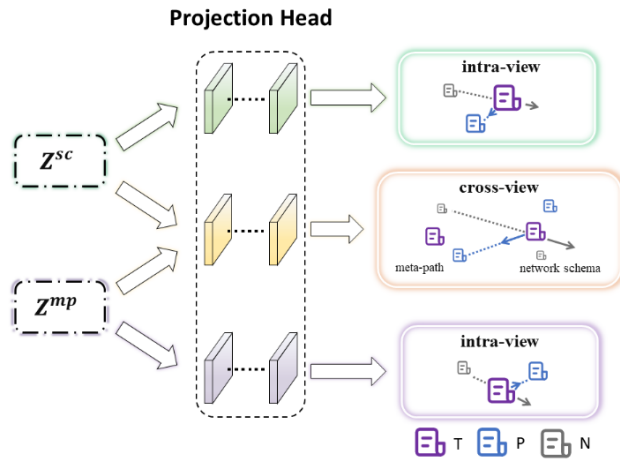 Projection Head
intra-view
Z^{sc}
cross-view
meta-path
network schema
Z^{mp}
intra-view
T
P
N